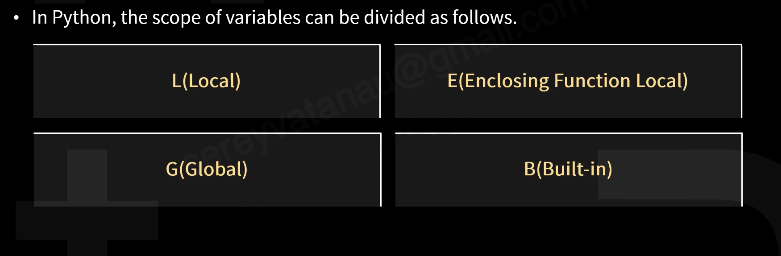 • In Python, the scope of variables can be divided as follows.
L(Local)
E(Enclosing Function Local)
G(Global)
B(Built-in)